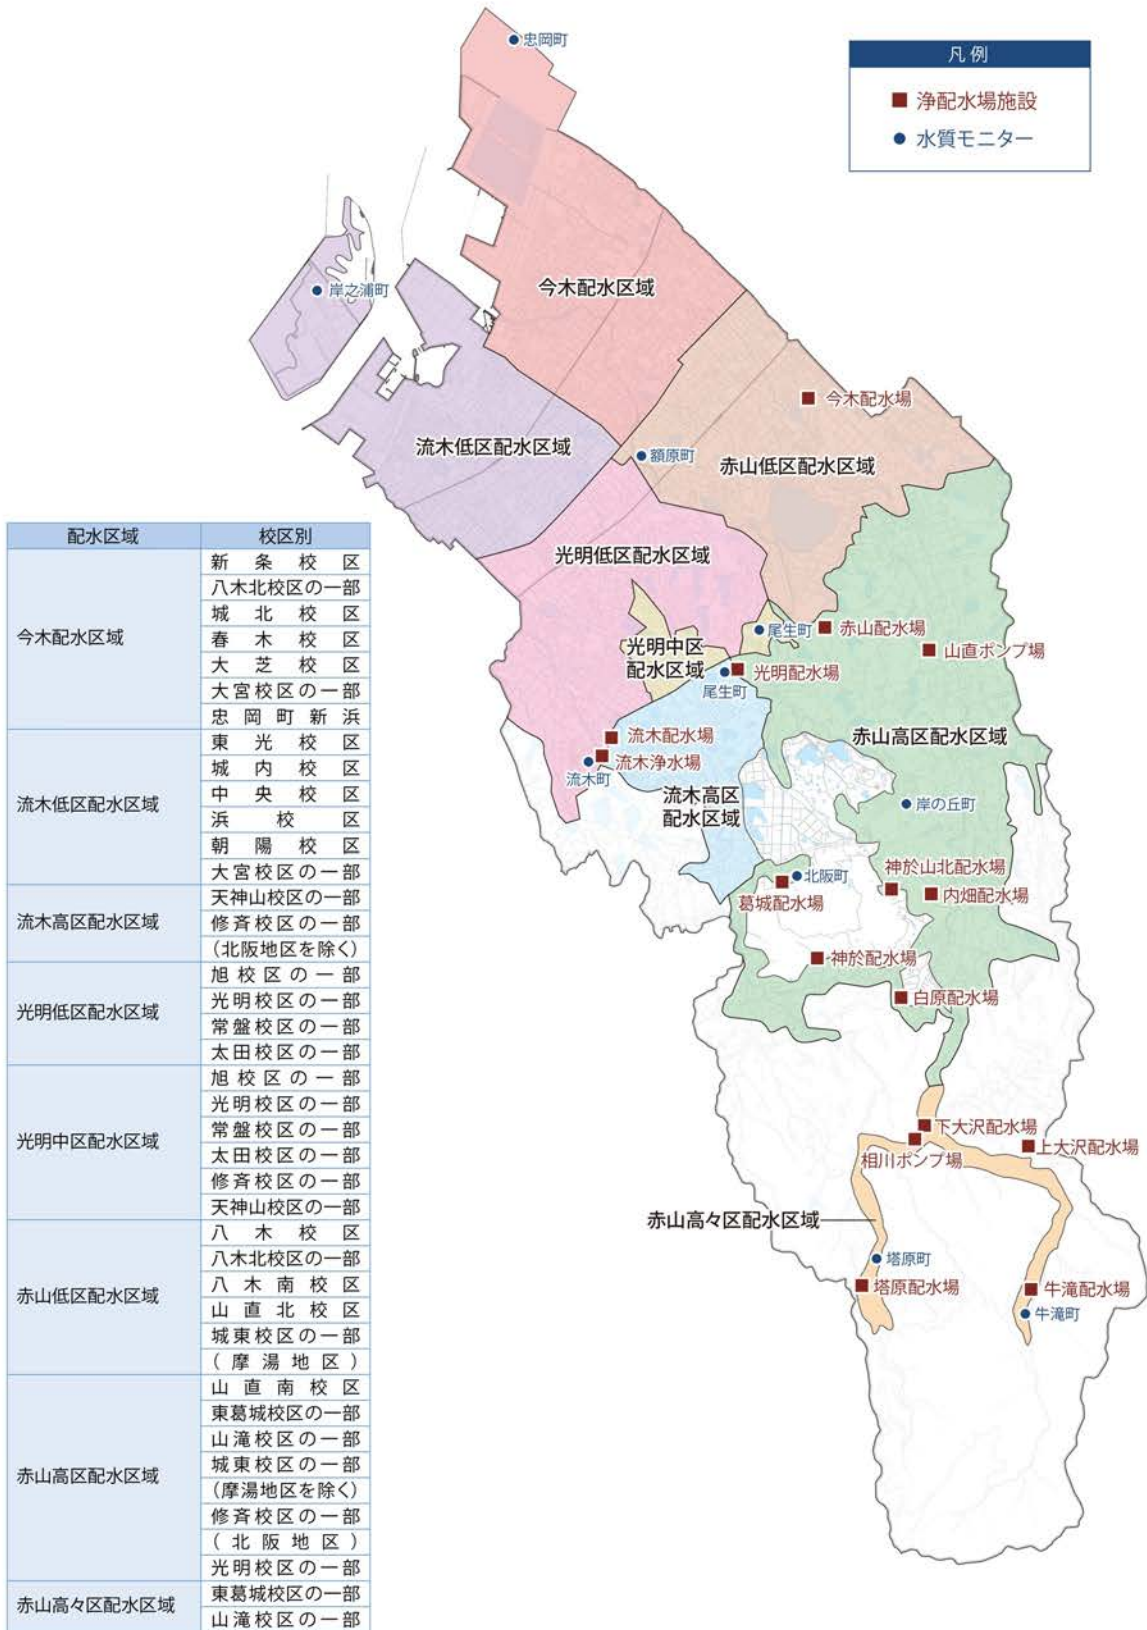 忠岡町
凡例
浄配水場施設
水質モニター
岸之浦町
今木配水区域
今木配水場
流木低区配水区域
額原町
赤山低区配水区域
光明低区配水区域
尾生町
赤山配水場
光明中区
配水区域
山直ポンプ場
光明配水場
尾生町
流木配水場
赤山高区配水区域
流木浄水場
流木町
流木高区
配水区域
岸の丘町
神於山北配水場
北阪町
葛城配水場
内畑配水場
神於配水場
白原配水場
下大沢配水場
上大沢配水場
相川ポンプ場
赤山高々区配水区域
塔原町
塔原配水場
牛滝配水場
牛滝町
配水区域 校区別
今木配水区域
新条校区
八木北校区の一部
城北校区
春木校区
大芝校区
大宮校区の一部
忠岡町新浜
流木低区配水区域
東光校区
城内校区
中央校区
浜校区
朝陽校区
大宮校区の一部
流木高区配水区域
天神山校区の一部
修斉校区の一部
(北阪地区を除く)
光明低区配水区域
旭校区の一部
光明校区の一部
常盤校区の一部
太田校区の一部
光明中区配水区域
旭校区の一部
光明校区の一部
常盤校区の一部
太田校区の一部
修斉校区の一部
天神山校区の一部
赤山低区配水区域
八木校区
八木北校区の一部
八木南校区
山直北校区
城東校区の一部
(摩湯地区)
赤山高区配水区域
山直南校区
東葛城校区の一部
山滝校区の一部
城東校区の一部
(摩湯地区を除く)
修斉校区の一部
(北阪地区)
光明校区の一部
赤山高々区配水区域
東葛城校区の一部
山滝校区の一部